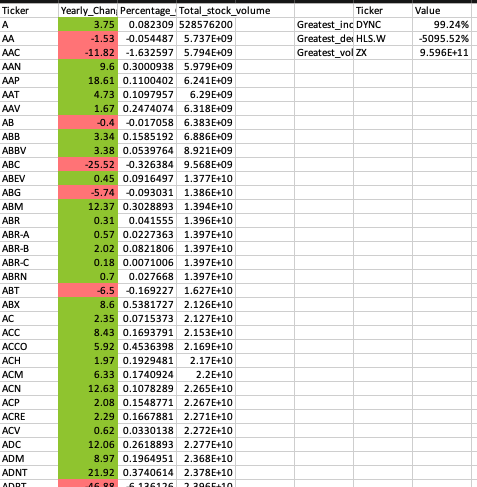 Ticker Yearly_Chan Percentage_ Total_stock_volume Ticker Value
A 3.75 0.082309 528576200 Greatest_inc DYNC 99.24%
AA -1.53 -0.054487 5.737E+09 Greatest_de HLS.W -5095.52%
AAC -11.82 -1.632597 5.794E+09 Greatest_vol ZX 9.596E+11
AAN 9.6 0.3000938 5.979E+09
AAP 18.61 0.1100402 6.241E+09
AAT 4.73 0.1097957 6.29E+09
AAV 1.67 0.2474074 6.318E+09
AB -0.4 -0.017058 6.383E+09
ABB 3.34 0.1585192 6.886E+09
ABBV 3.38 0.0539764 8.921E+09
ABC -25.52 -0.326384 9.568E+09
ABEV 0.45 0.0916497 1.377E+10
ABG -5.74 -0.093031 1.386E+10
ABM 12.37 0.3028893 1.394E+10
ABR 0.31 0.041555 1.396E+10
ABR-A 0.57 0.0227363 1.397E+10
ABR-B 2.02 0.0821806 1.397E+10
ABR-C 0.18 0.0071006 1.397E+10
ABRN 0.7 0.027668 1.397E+10
ABT -6.5 -0.169227 1.627E+10
ABX 8.6 0.5381727 2.126E+10
AC 2.35 0.0715373 2.127E+10
ACC 8.43 0.1693791 2.153E+10
ACCO 5.92 0.4536398 2.169E+10
ACH 1.97 0.1929481 2.17E+10
ACM 6.33 0.1740924 2.2E+10
ACN 12.63 0.1078289 2.265E+10
ACP 2.08 0.1548771 2.267E+10
ACRE 2.29 0.1667881 2.271E+10
ACV 0.62 0.0330138 2.272E+10
ADC 12.06 0.2618893 2.277E+10
ADM 8.97 0.1964951 2.368E+10
ADNT 21.92 0.3740614 2.378E+10
ADPT -46.88 -6.136126 2.396E+10